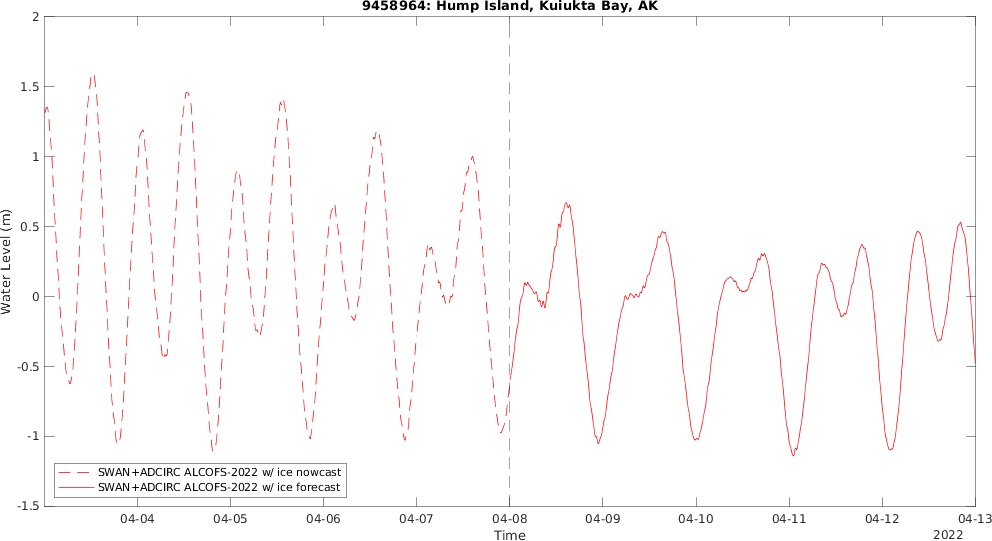 9458964: Hump Island, Kuiukta Bay, AK
2
1.5
1
0.5
0
-0.5
-1
-1.5
Water Level (m)
SWAN+ADCIRC ALCOFS-2022 w/ ice nowcast
SWAN+ADCIRC ALCOFS-2022 w/ ice forecast
04-04 04-05 04-06 04-07 04-08 04-09 04-10 04-11 04-12 04-13
Time
2022